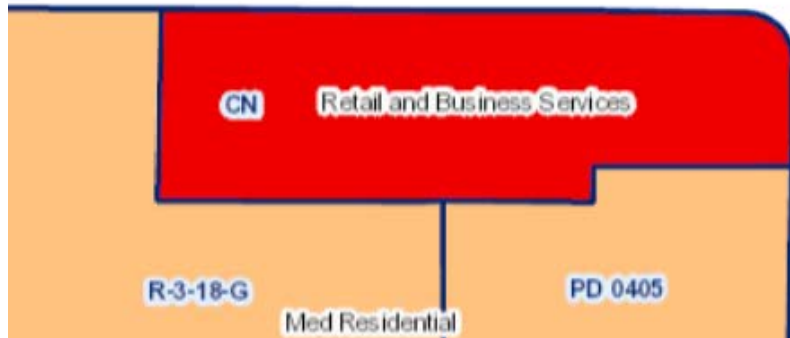 CN
Retail and Business Services
R-3-18-G
PD 0405
Med Residential